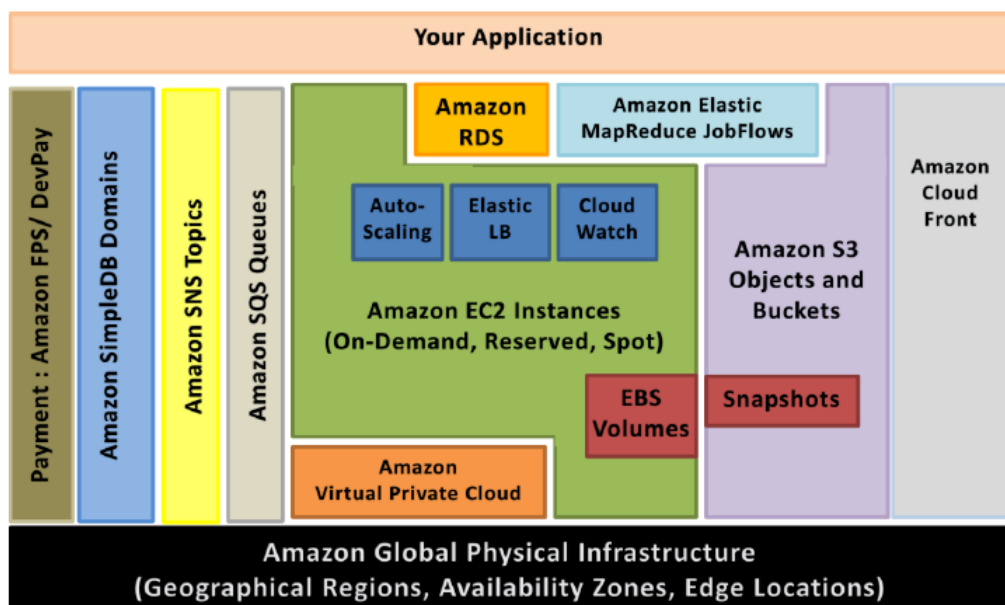 Your Application
Payment : Amazon FPS/ DevPay
Amazon SimpleDB Domains
Amazon SNS Topics
Amazon SQS Queues
Amazon
RDS
Amazon Elastic
MapReduce JobFlows
Auto-
Scaling
Elastic
LB
Cloud
Watch
Amazon EC2 Instances
(On-Demand, Reserved, Spot)
EBS
Volumes
Amazon
Virtual Private Cloud
Amazon S3
Objects and
Buckets
Snapshots
Amazon
Cloud
Front
Amazon Global Physical Infrastructure
(Geographical Regions, Availability Zones, Edge Locations)